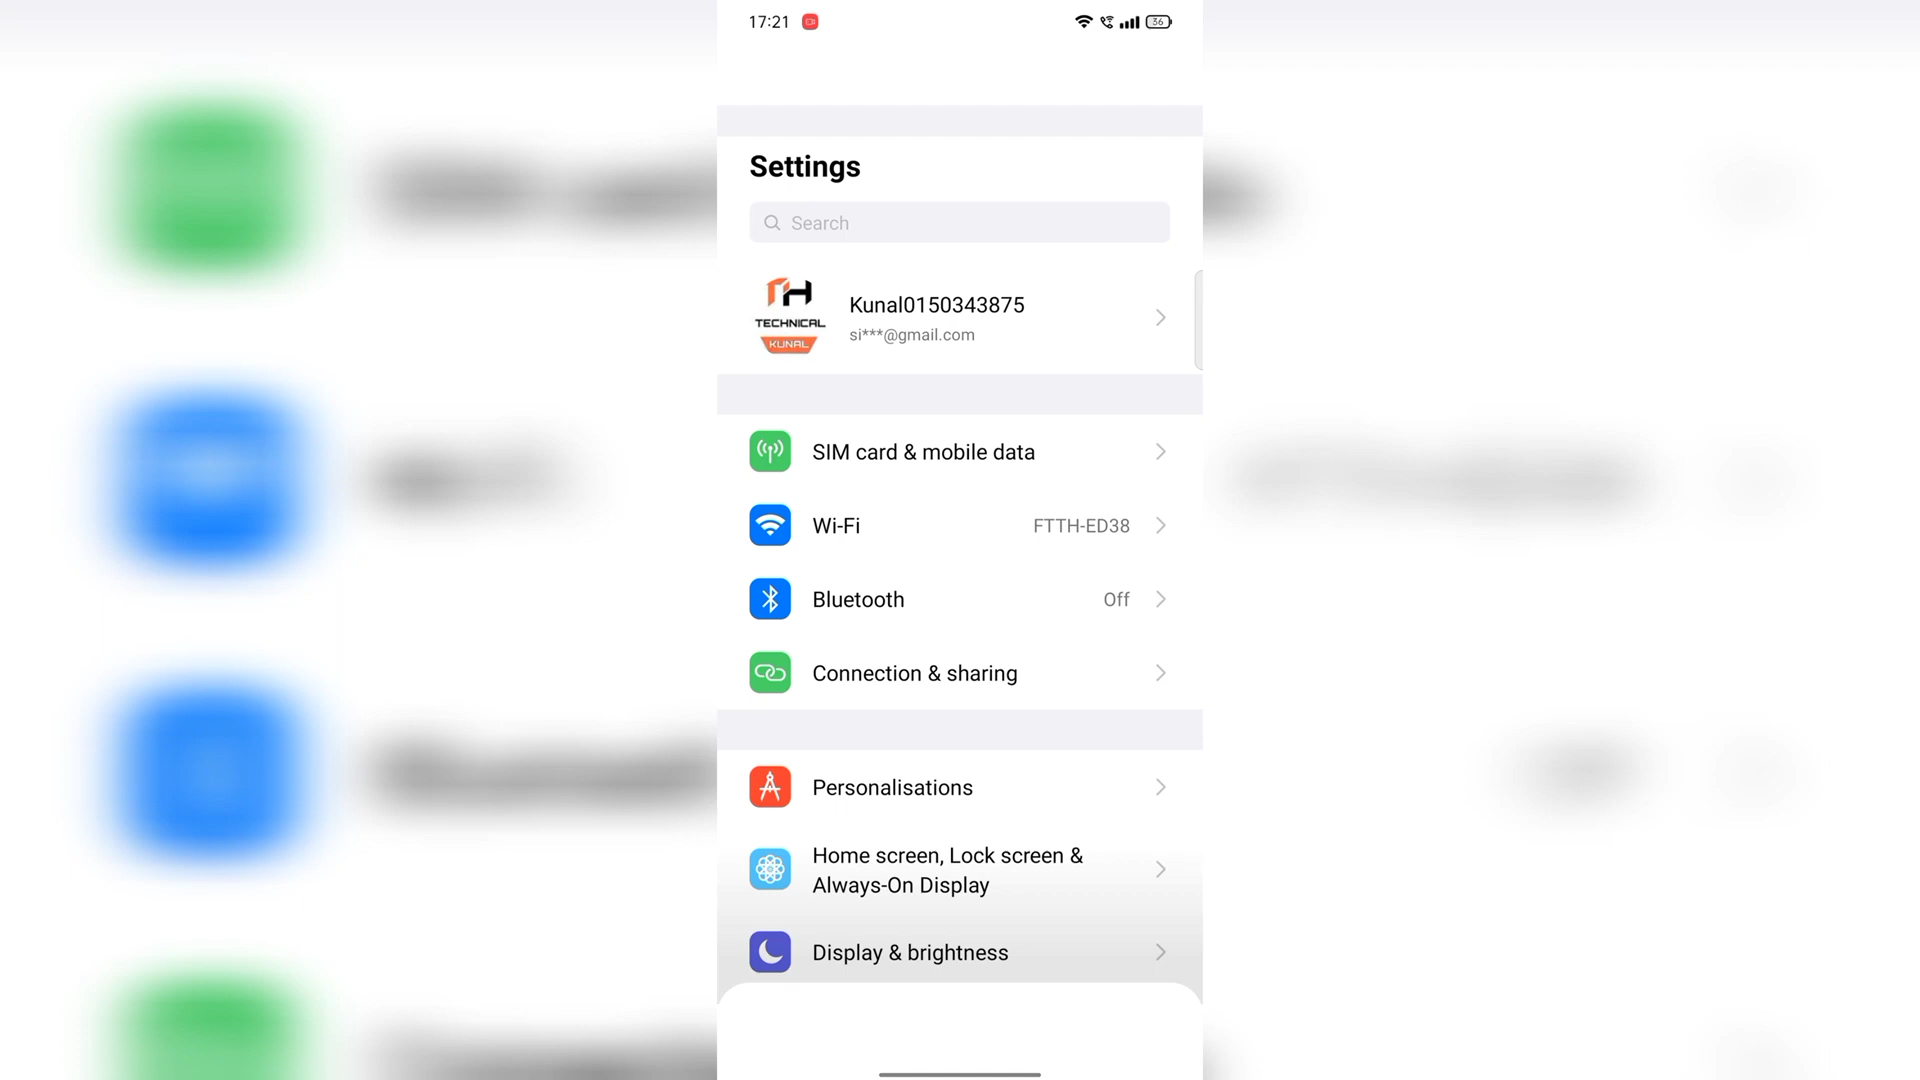 17:21
36
Settings
Search
TECHNICAL
KUNAL
Kunal0150343875
si***@gmail.com
SIM card & mobile data
Wi-Fi FTTH-ED38
Bluetooth Off
Connection & sharing
Personalisations
Home screen, Lock screen &
Always-On Display
Display & brightness